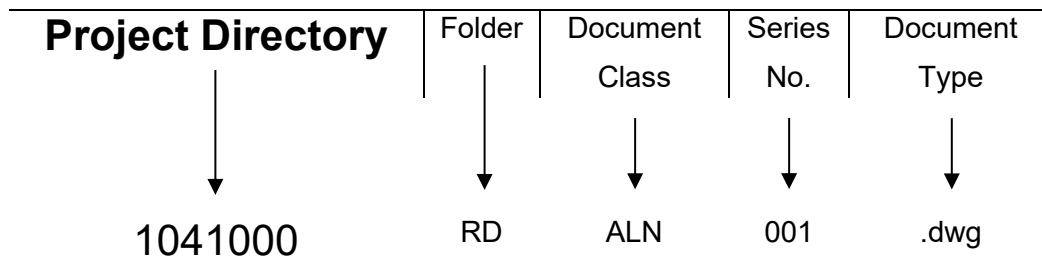 Project Directory Folder Document Series Document
Class No. Type
1041000 RD ALN 001 .dwg